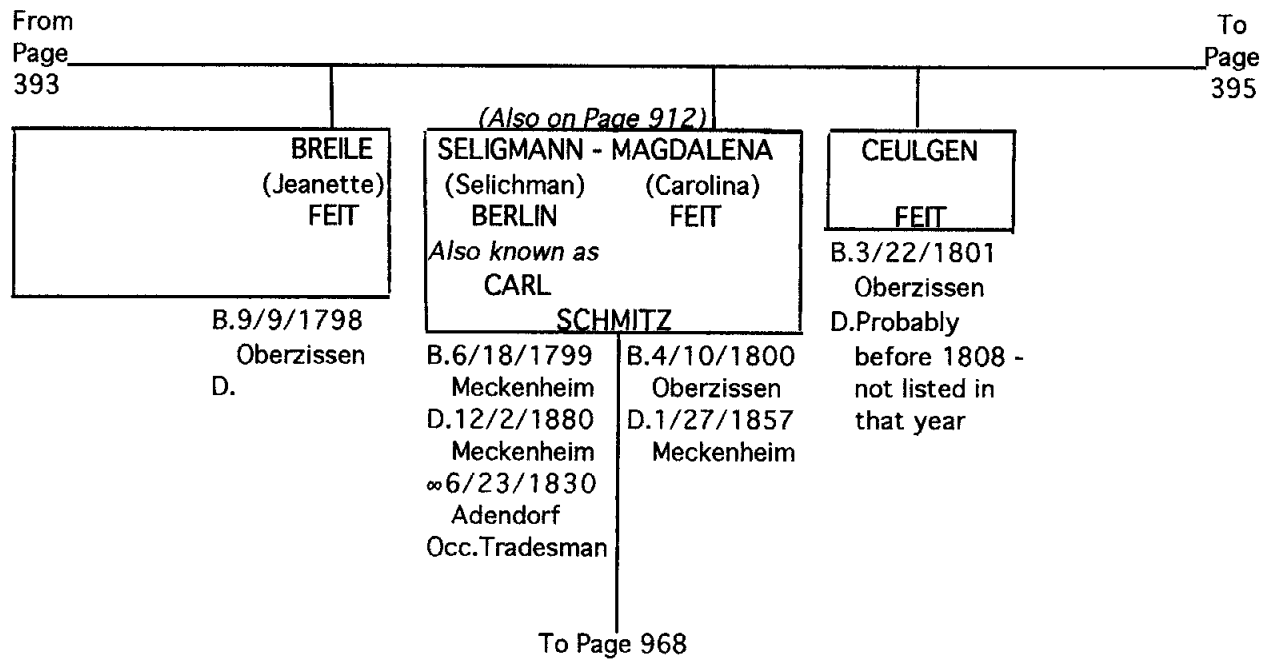 From
Page
393
To
Page
395
BREILE
(Jeanette)
FEIT
B.9/9/1798
Oberzissen
D.
(Also on Page 912)
SELIGMANN - MAGDALENA
(Selichman) (Carolina)
BERLIN FEIT
Also known as
CARL
SCHMITZ
B.6/18/1799
Meckenheim
D.12/2/1880
Meckenheim
∞6/23/1830
Adendorf
Occ.Tradesman
B.4/10/1800
Oberzissen
D.1/27/1857
Meckenheim
To Page 968
CEULGEN
FEIT
B.3/22/1801
Oberzissen
D.Probably
before 1808 -
not listed in
that year